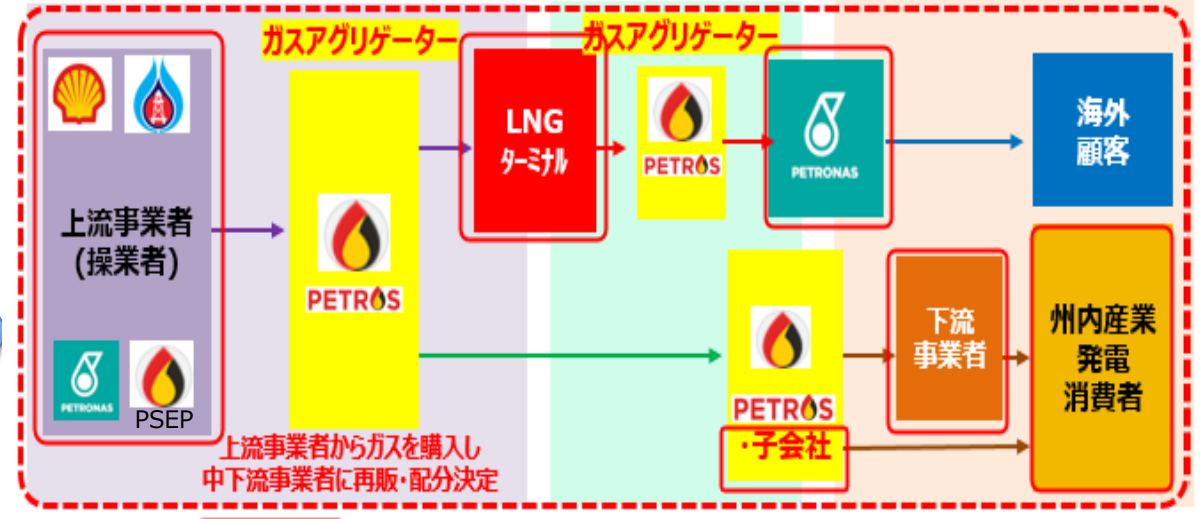 ガスアグリゲーター
ガスアグリゲーター
上流事業者
(操業者)
PETRONAS
PSEP
PETROS
上流事業者からガスを購入し
中下流事業者に再販・配分決定
LNG
ターミナル
PETROS
PETRONAS
海外
顧客
PETROS
・子会社
下流
事業者
州内産業
発電
消費者